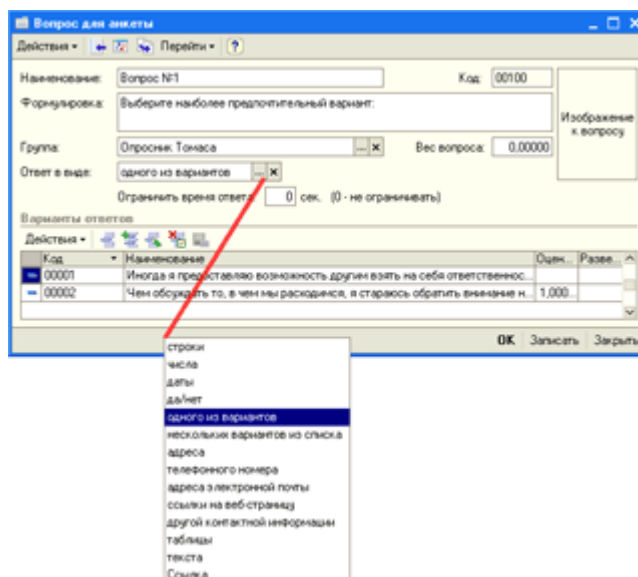 Вопрос для анкеты
Действия Перейти ?
Наименование: Вопрос №1 Код: 00100
Формулировка: Выберите наиболее предпочтительный вариант:
Изображение к вопросу
Группа: Опросник Томаса ... × Вес вопроса: 0,00000
Ответ в виде: одного из вариантов ... ×
Ограничить время ответа: 0 сек. (0 - не ограничивать)
Варианты ответов
Действия
Код Наименование Оцен... Разве...
00001 Иногда я предоставляю возможность другим взять на себя ответственнос...
00002 Чем обсуждать то, в чем мы расходимся, я стараюсь обратить внимание н... 1,000...
OK Записать Закрыть
строки
числа
даты
да/нет
одного из вариантов
нескольких вариантов из списка
адреса
телефонного номера
адреса электронной почты
ссылки на веб-страницу
другой контактной информации
таблицы
текста
Ссылка